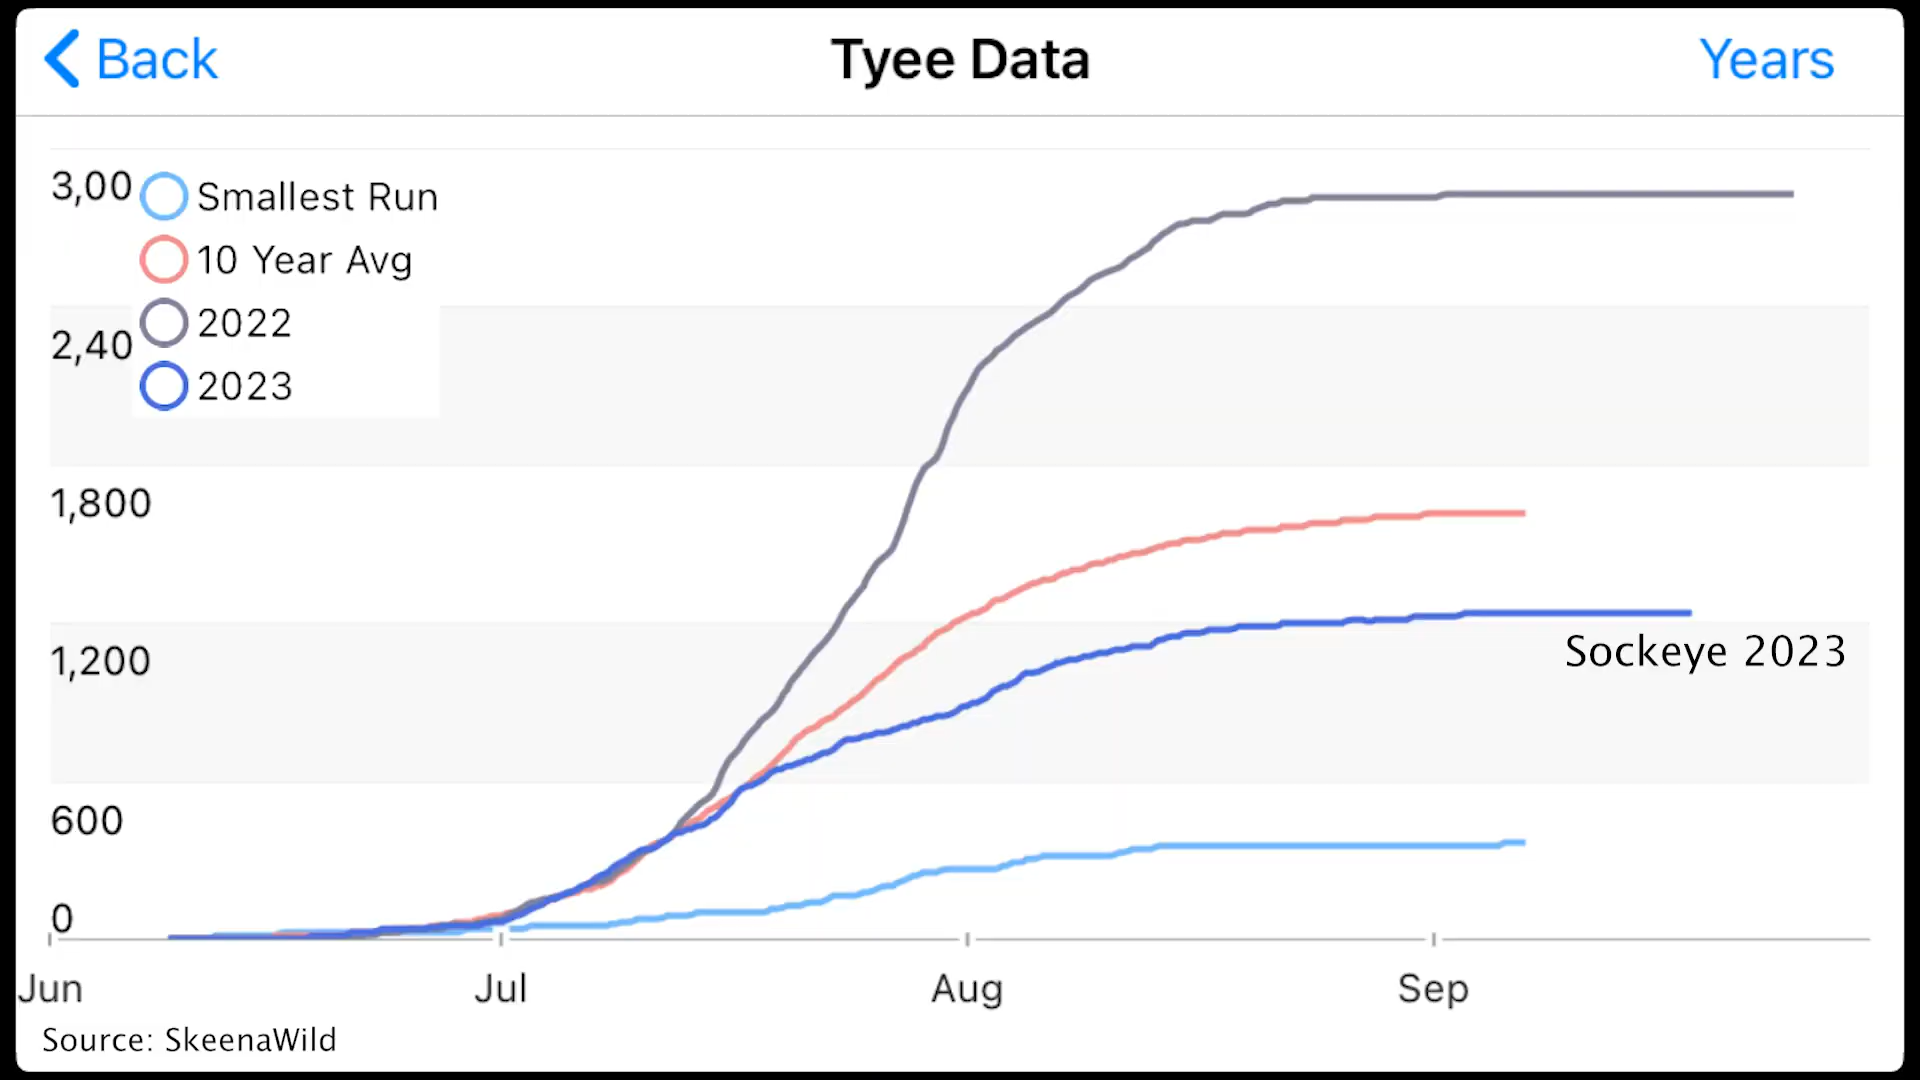 Back
Tyee Data
Years
3,00
Smallest Run
10 Year Avg
2022
2,40
2023
1,800
1,200
Sockeye 2023
600
0
Jun
Jul
Aug
Sep
Source: SkeenaWild